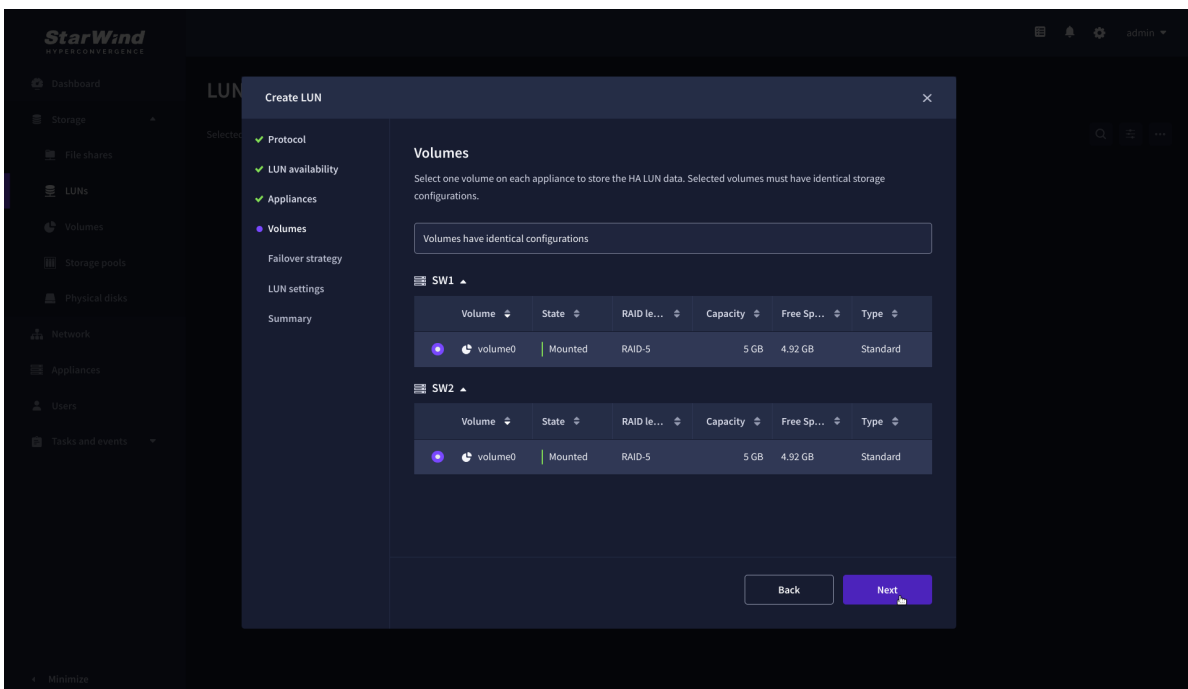 StarWind
HYPERCONVERGENCE
admin
Dashboard
LUN
Create LUN
Storage
Selected
Protocol
File shares
LUN availability
Volumes
Select one volume on each appliance to store the HA LUN data. Selected volumes must have identical storage
configurations.
LUNs
Appliances
Volumes
Volumes
Volumes have identical configurations
Storage pools
Failover strategy
SW1
Physical disks
LUN settings
Volume State RAID le... Capacity Free Sp... Type
Summary
Network
volume0 Mounted RAID-5 5 GB 4.92 GB Standard
Appliances
SW2
Users
Volume State RAID le... Capacity Free Sp... Type
Tasks and events
volume0 Mounted RAID-5 5 GB 4.92 GB Standard
Back
Next
Minimize